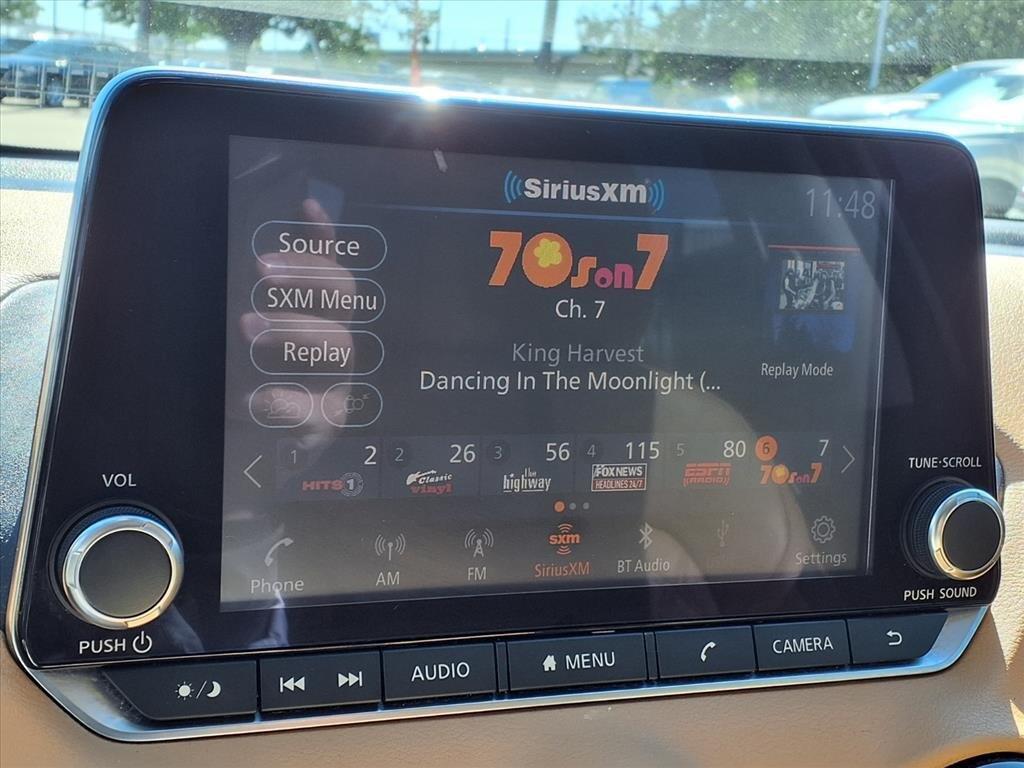 SiriusXM
11:48
Source
70s on 7
SXM Menu
Ch. 7
Replay
King Harvest
Replay Mode
Dancing In The Moonlight (...
1 2 2 26 3 56 4 115 5 80 6 7
HITS 1 Classic vinyl the highway FOX NEWS HEADLINES 24/7 ESPN RADIO 70s on 7
sxm
Phone AM FM SiriusXM BT Audio Settings
VOL
PUSH
TUNE·SCROLL
PUSH SOUND
AUDIO MENU CAMERA